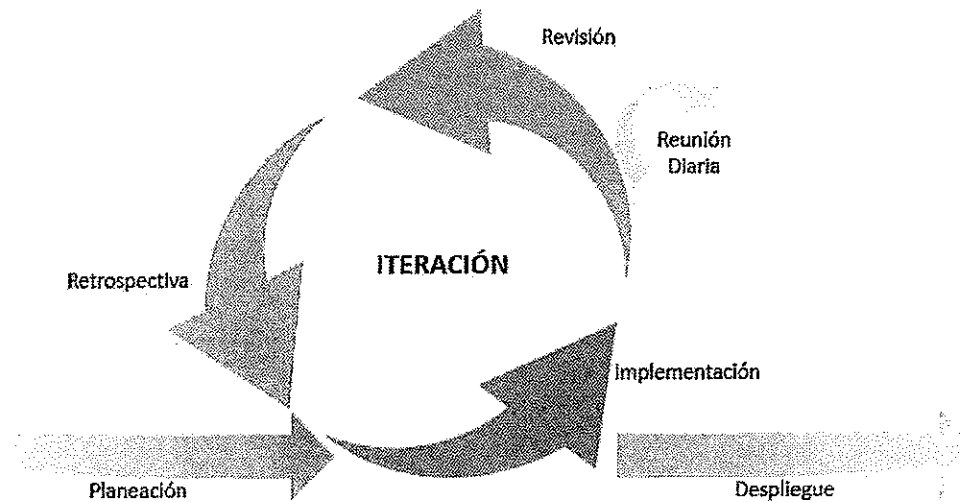 Revisión
Reunión
Diaria
ITERACIÓN
Retrospectiva
Implementación
Planeación
Despliegue